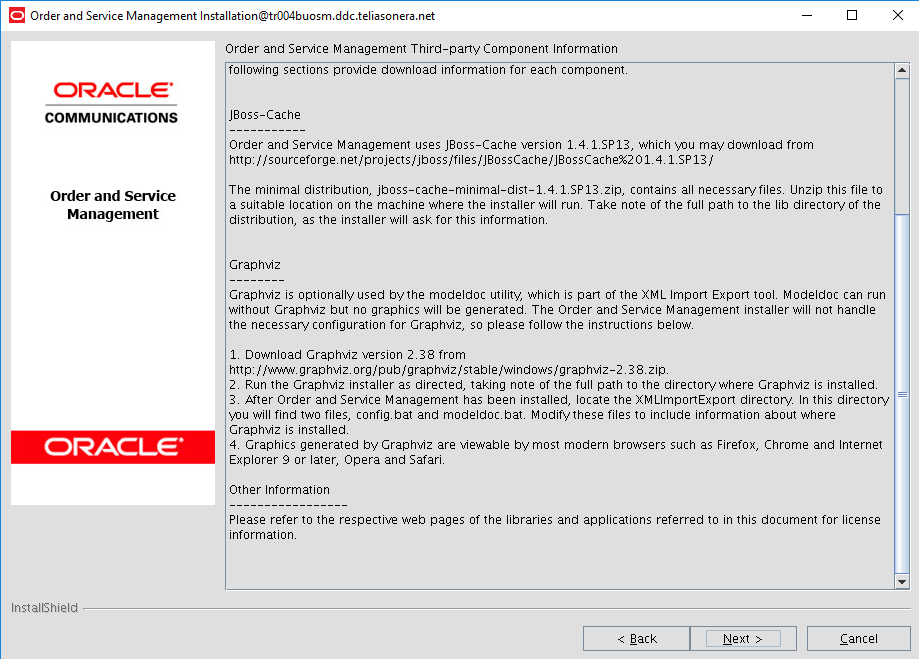 Order and Service Management Installation@tr004buosm.ddc.teliasonera.net
ORACLE
COMMUNICATIONS
Order and Service
Management
ORACLE
Order and Service Management Third-party Component Information
following sections provide download information for each component.
JBoss-Cache
-----------
Order and Service Management uses JBoss-Cache version 1.4.1.SP13, which you may download from
http://sourceforge.net/projects/jboss/files/JBossCache/JBossCache%201.4.1.SP13/
The minimal distribution, jboss-cache-minimal-dist-1.4.1.SP13.zip, contains all necessary files. Unzip this file to
a suitable location on the machine where the installer will run. Take note of the full path to the lib directory of the
distribution, as the installer will ask for this information.
Graphviz
--------
Graphviz is optionally used by the modeldoc utility, which is part of the XML Import Export tool. Modeldoc can run
without Graphviz but no graphics will be generated. The Order and Service Management installer will not handle
the necessary configuration for Graphviz, so please follow the instructions below.
1. Download Graphviz version 2.38 from
http://www.graphviz.org/pub/graphviz/stable/windows/graphviz-2.38.zip.
2. Run the Graphviz installer as directed, taking note of the full path to the directory where Graphviz is installed.
3. After Order and Service Management has been installed, locate the XMLImportExport directory. In this directory
you will find two files, config.bat and modeldoc.bat. Modify these files to include information about where
Graphviz is installed.
4. Graphics generated by Graphviz are viewable by most modern browsers such as Firefox, Chrome and Internet
Explorer 9 or later, Opera and Safari.
Other Information
-----------------
Please refer to the respective web pages of the libraries and applications referred to in this document for license
information.
InstallShield
< Back
Next >
Cancel